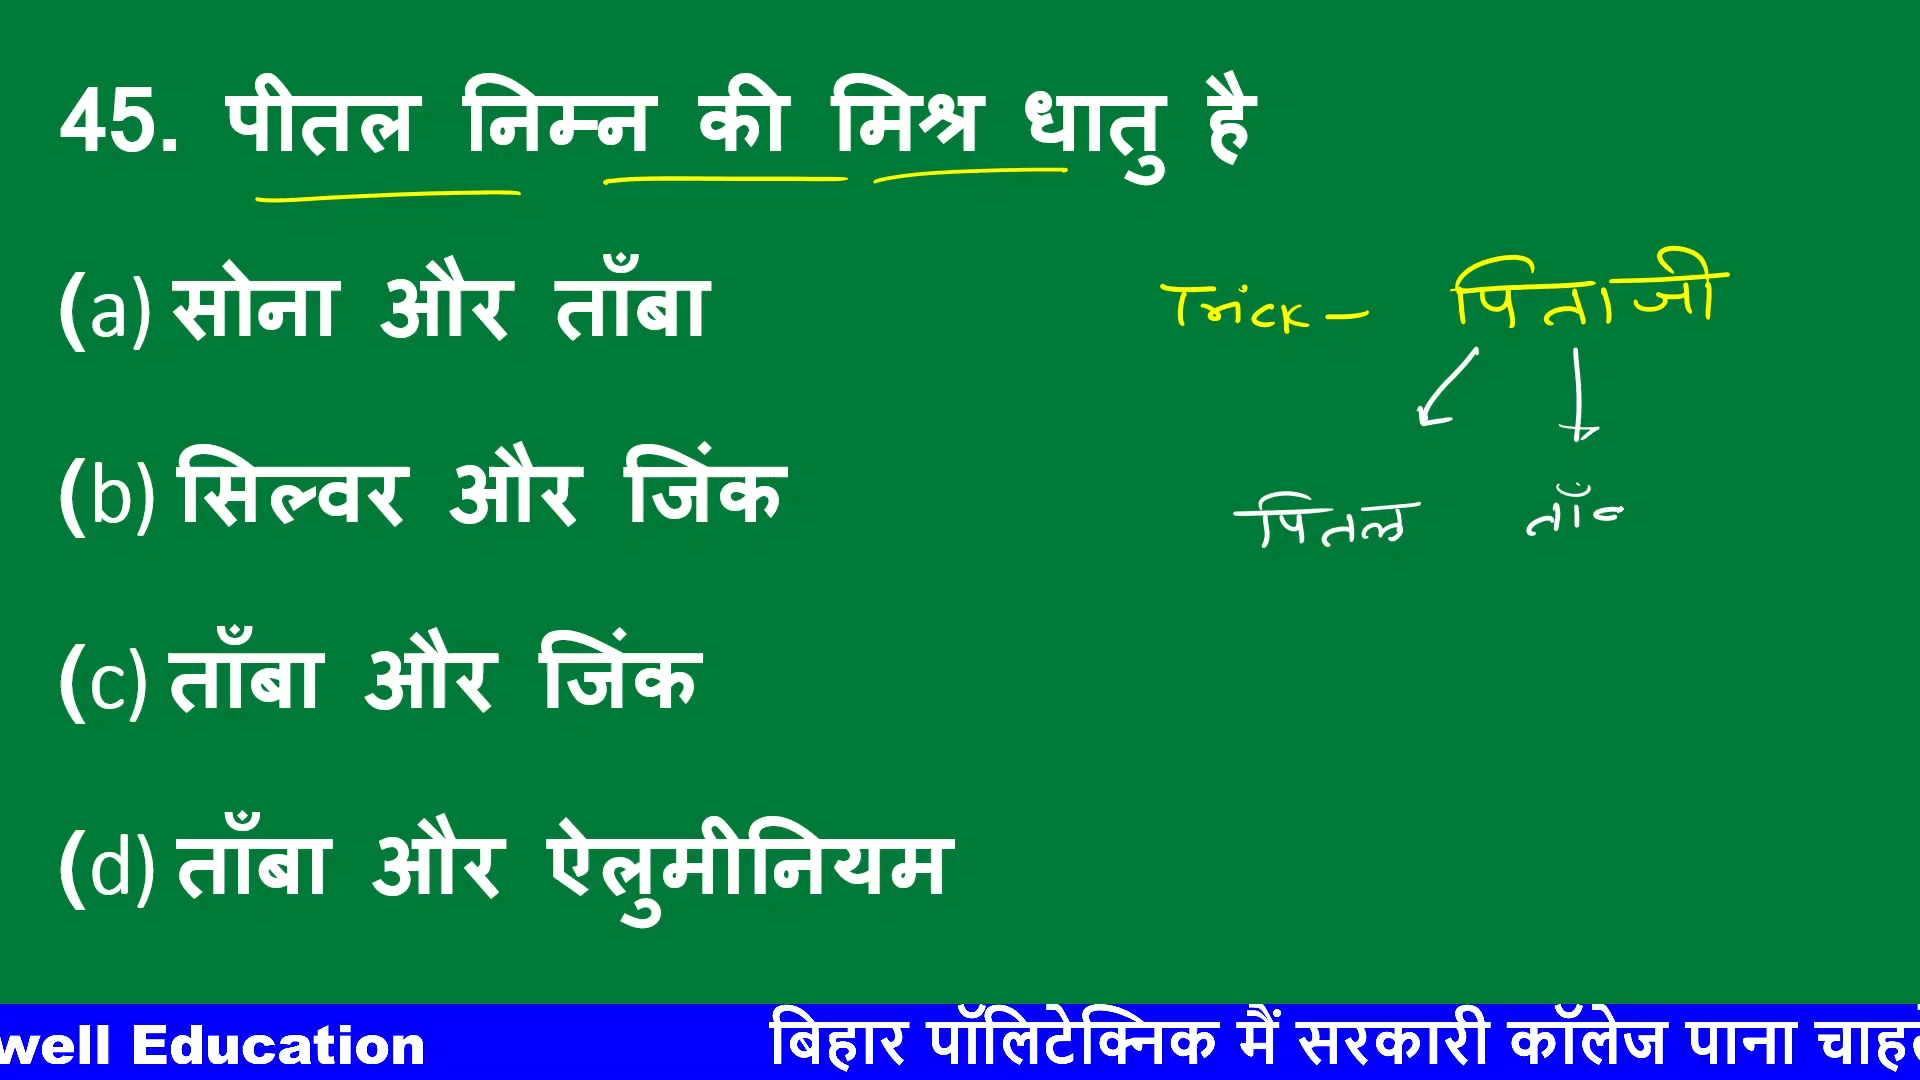 45. पीतल निम्न की मिश्र धातु है
(a) सोना और ताँबा
Trick – पिताजी
(b) सिल्वर और जिंक
पितल ताँब
(c) ताँबा और जिंक
(d) ताँबा और ऐलुमीनियम
well Education बिहार पॉलिटेक्निक मैं सरकारी कॉलेज पाना